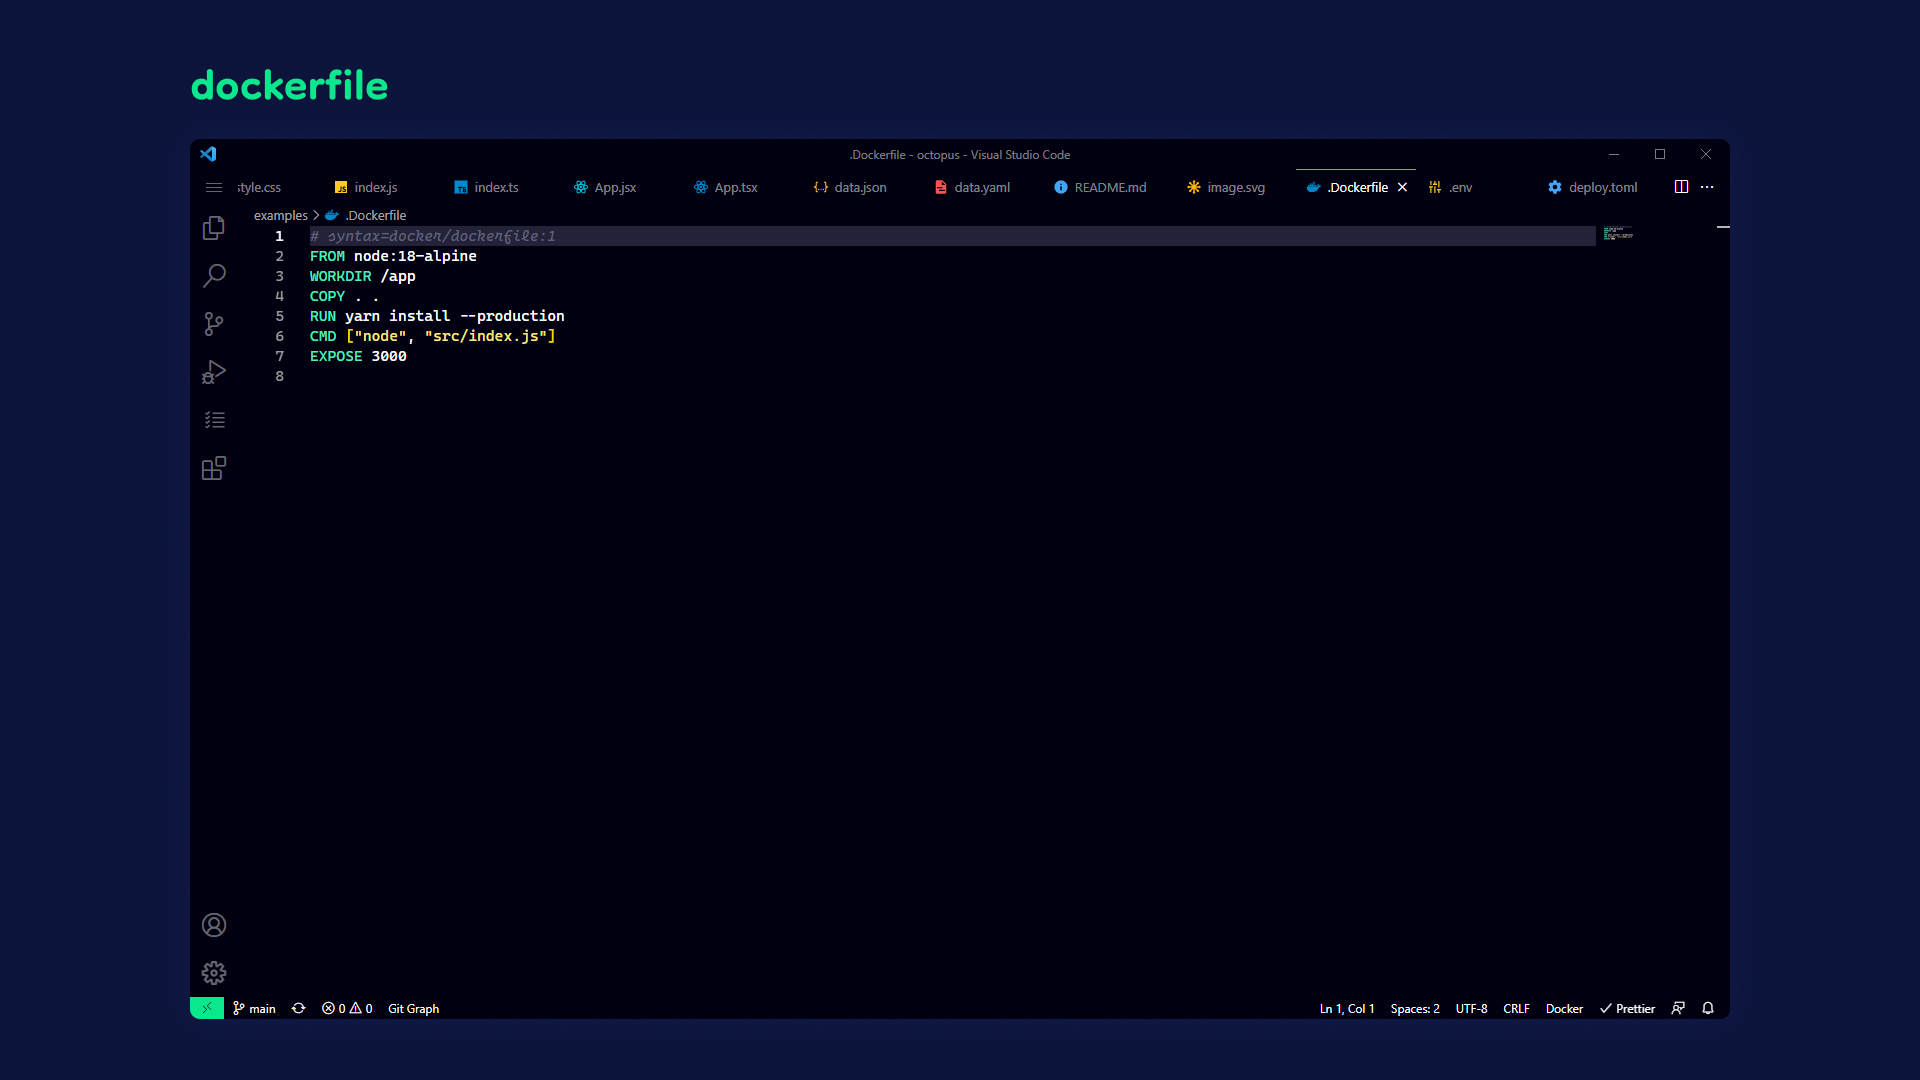 dockerfile
.Dockerfile - octopus - Visual Studio Code
style.css index.js index.ts App.jsx App.tsx data.json data.yaml README.md image.svg .Dockerfile .env deploy.toml
examples > .Dockerfile
1 # syntax=docker/dockerfile:1
2 FROM node:18-alpine
3 WORKDIR /app
4 COPY . .
5 RUN yarn install --production
6 CMD ["node", "src/index.js"]
7 EXPOSE 3000
8
main 0 0 Git Graph Ln 1, Col 1 Spaces: 2 UTF-8 CRLF Docker Prettier